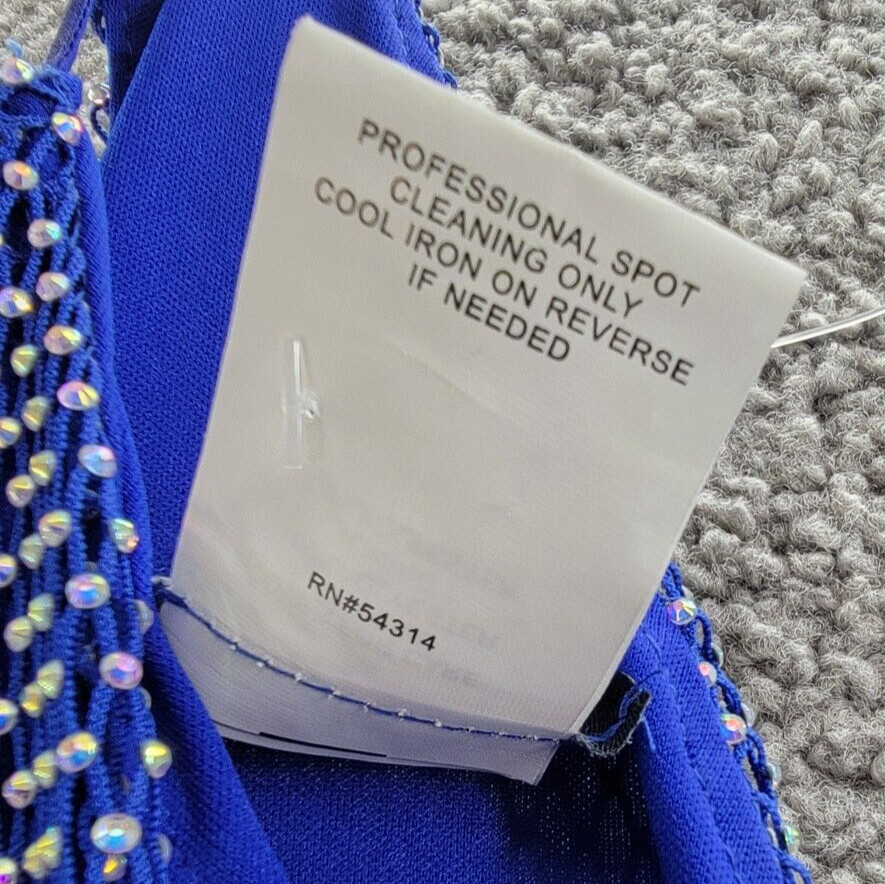 PROFESSIONAL SPOT
CLEANING ONLY
COOL IRON ON REVERSE
IF NEEDED
RN#54314